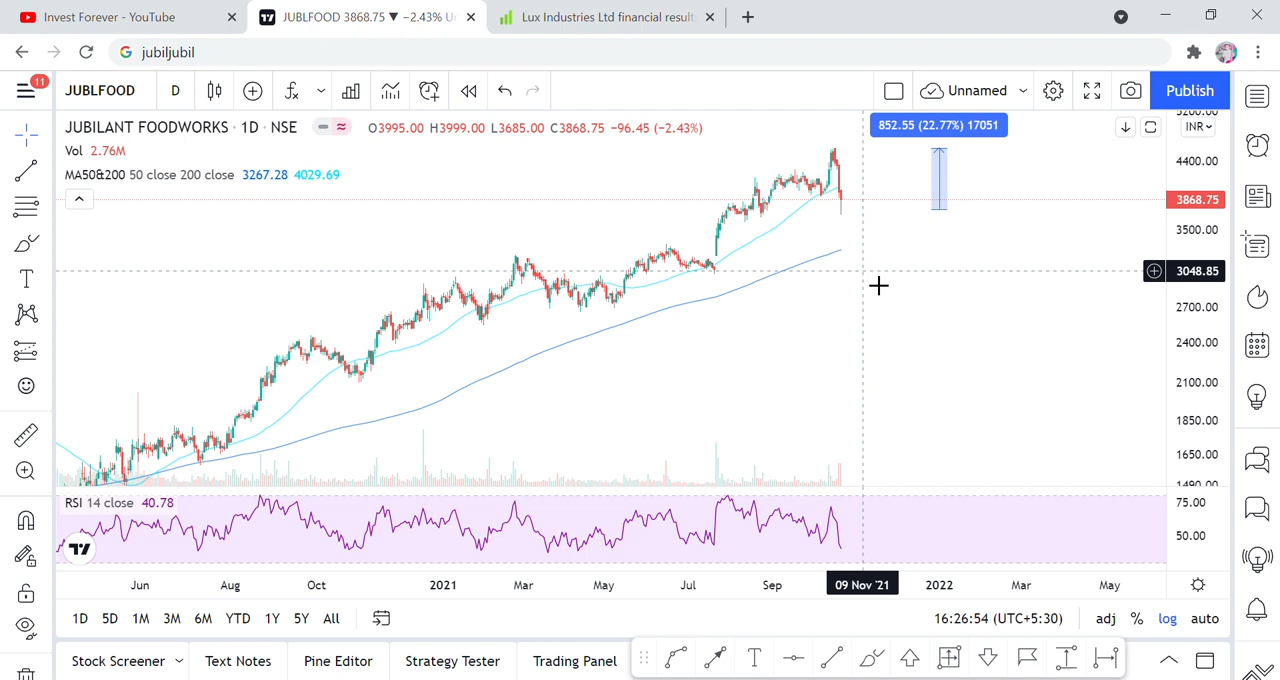 Invest Forever - YouTube
JUBLFOOD 3868.75 ▼ −2.43% Un
Lux Industries Ltd financial result
jubiljubil
11
JUBLFOOD
D
Unnamed
Publish
JUBILANT FOODWORKS · 1D · NSE
O3995.00 H3999.00 L3685.00 C3868.75 −96.45 (−2.43%)
Vol 2.76M
MA50&200 50 close 200 close 3267.28 4029.69
852.55 (22.77%) 17051
5200.00
INR
4400.00
3868.75
3500.00
3048.85
2700.00
2400.00
2100.00
1850.00
1650.00
1490.00
RSI 14 close 40.78
75.00
50.00
Jun
Aug
Oct
2021
Mar
May
Jul
Sep
09 Nov '21
2022
Mar
May
1D 5D 1M 3M 6M YTD 1Y 5Y All
16:26:54 (UTC+5:30)
adj % log auto
Stock Screener
Text Notes
Pine Editor
Strategy Tester
Trading Panel